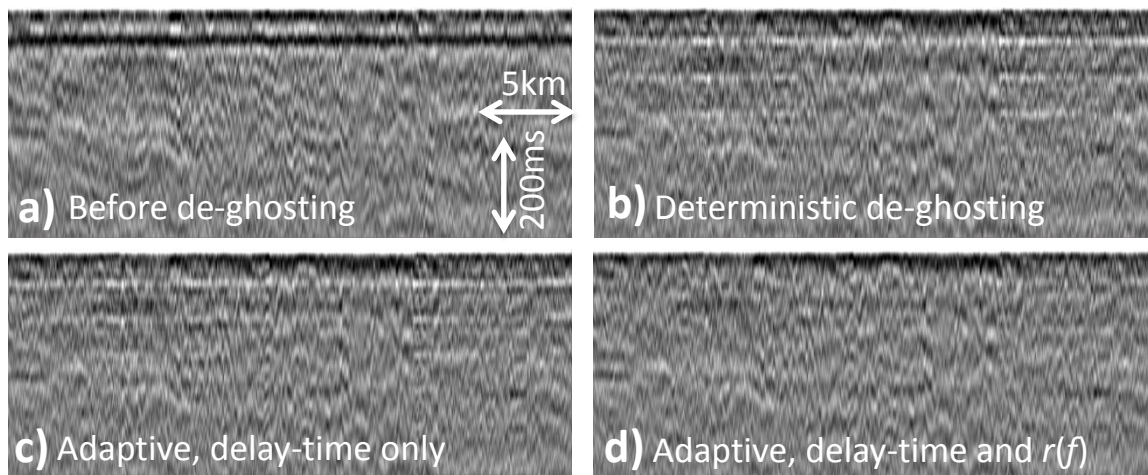 5km
200ms
a) Before de-ghosting
b) Deterministic de-ghosting
c) Adaptive, delay-time only
d) Adaptive, delay-time and r(f)